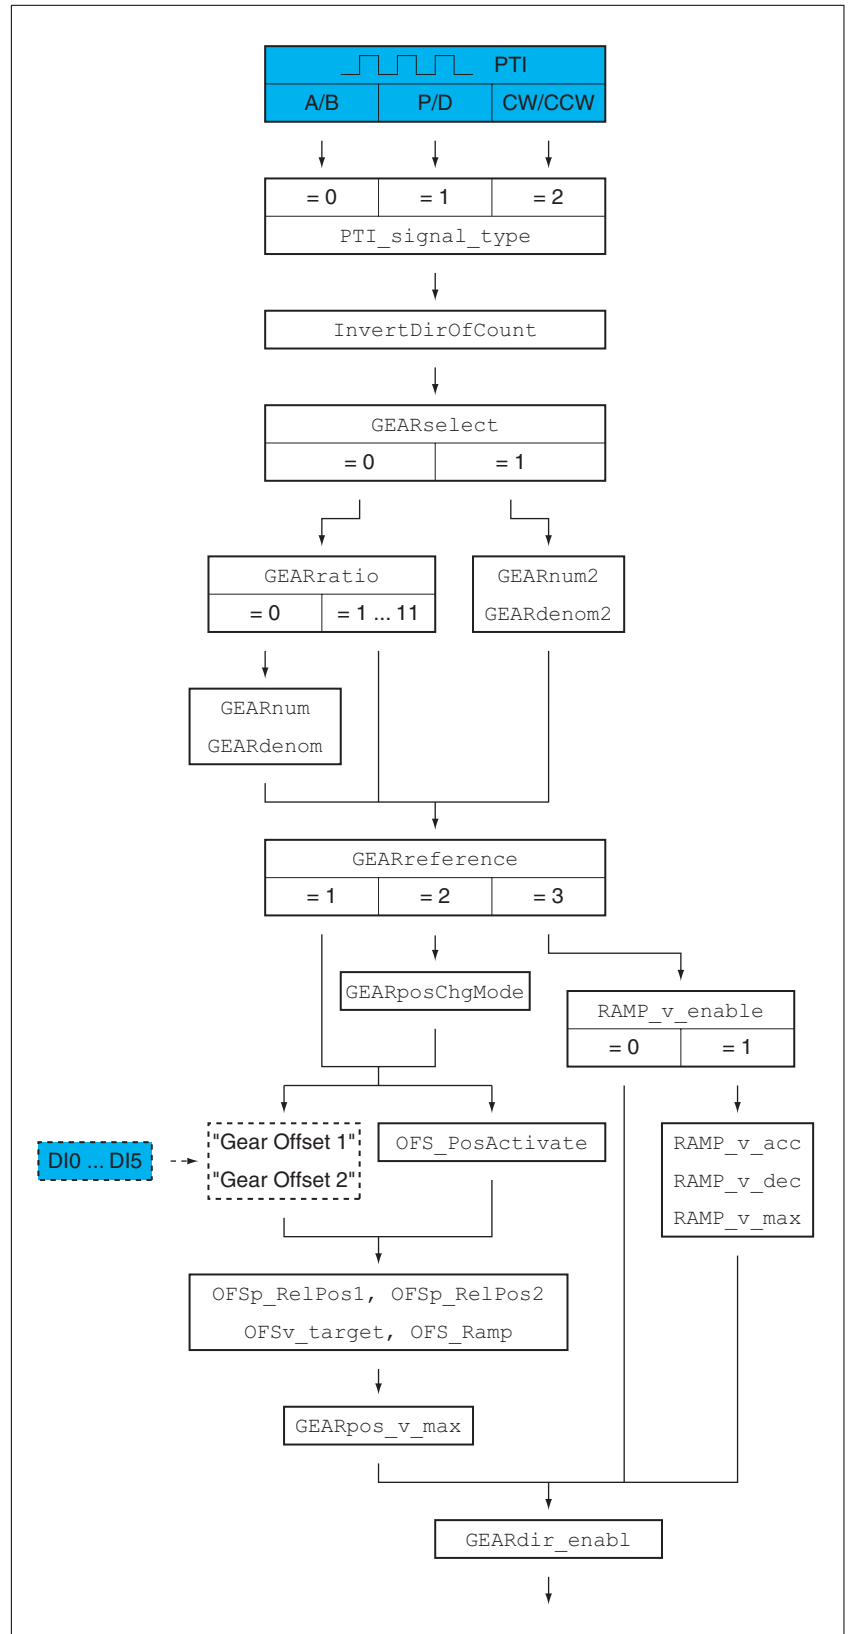 PTI
A/B P/D CW/CCW
= 0 = 1 = 2
PTI_signal_type
InvertDirOfCount
GEARselect
= 0 = 1
GEARratio
= 0 = 1 ... 11
GEARnum2
GEARdenom2
GEARnum
GEARdenom
GEARreference
= 1 = 2 = 3
GEARposChgMode
RAMP_v_enable
= 0 = 1
DI0 ... DI5
"Gear Offset 1"
"Gear Offset 2"
OFS_PosActivate
RAMP_v_acc
RAMP_v_dec
RAMP_v_max
OFSp_RelPos1, OFSp_RelPos2
OFSv_target, OFS_Ramp
GEARpos_v_max
GEARdir_enabl